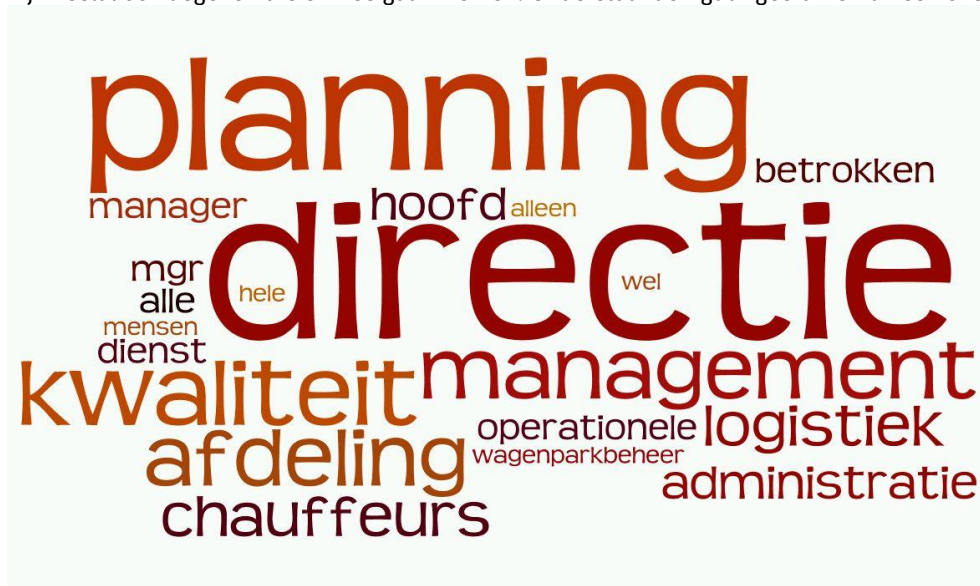 planning
betrokken
manager
hoofd
alleen
directie
mgr
hele
wel
alle
mensen
dienst
management
kwaliteit
operationele
logistiek
afdeling
wagenparkbeheer
administratie
chauffeurs